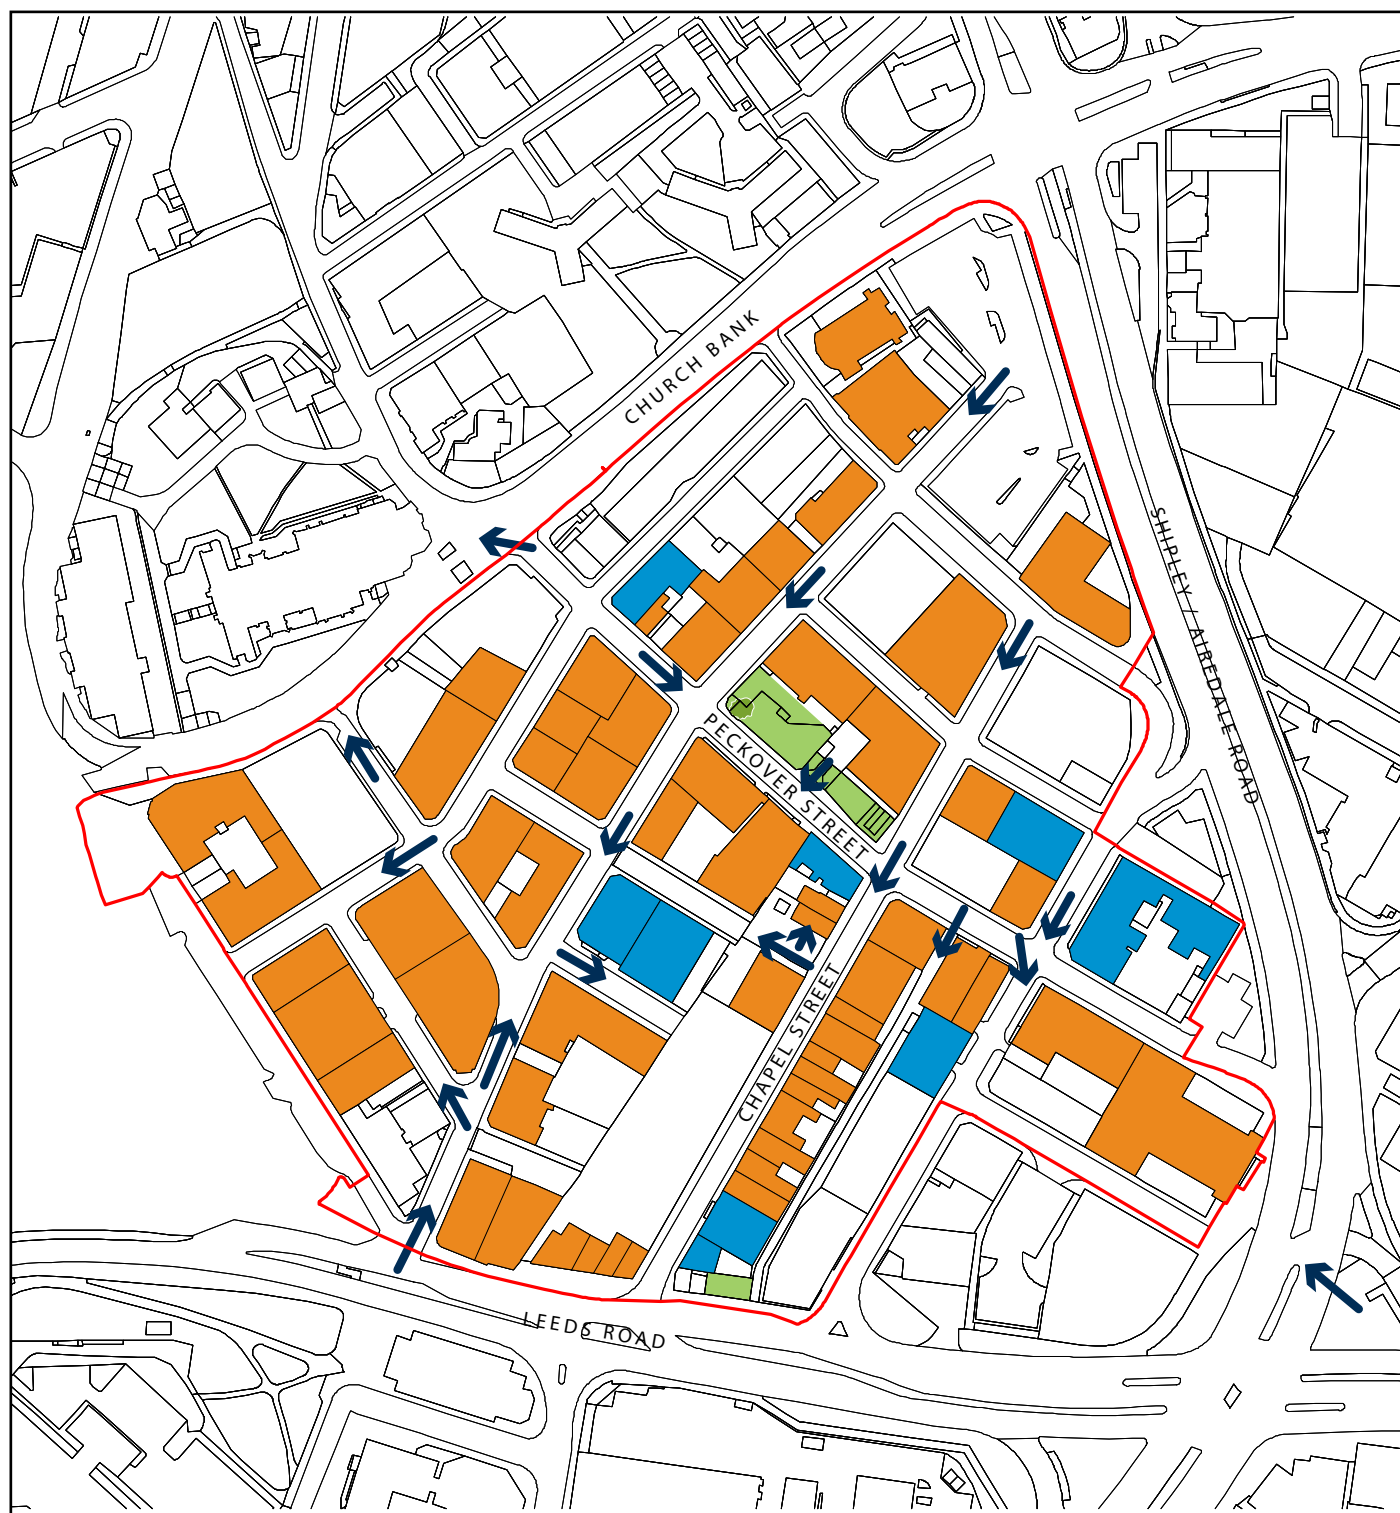 CHURCH BANK
SHIPLEY / AIREDALE ROAD
PECKOVER STREET
CHAPEL STREET
LEEDS ROAD